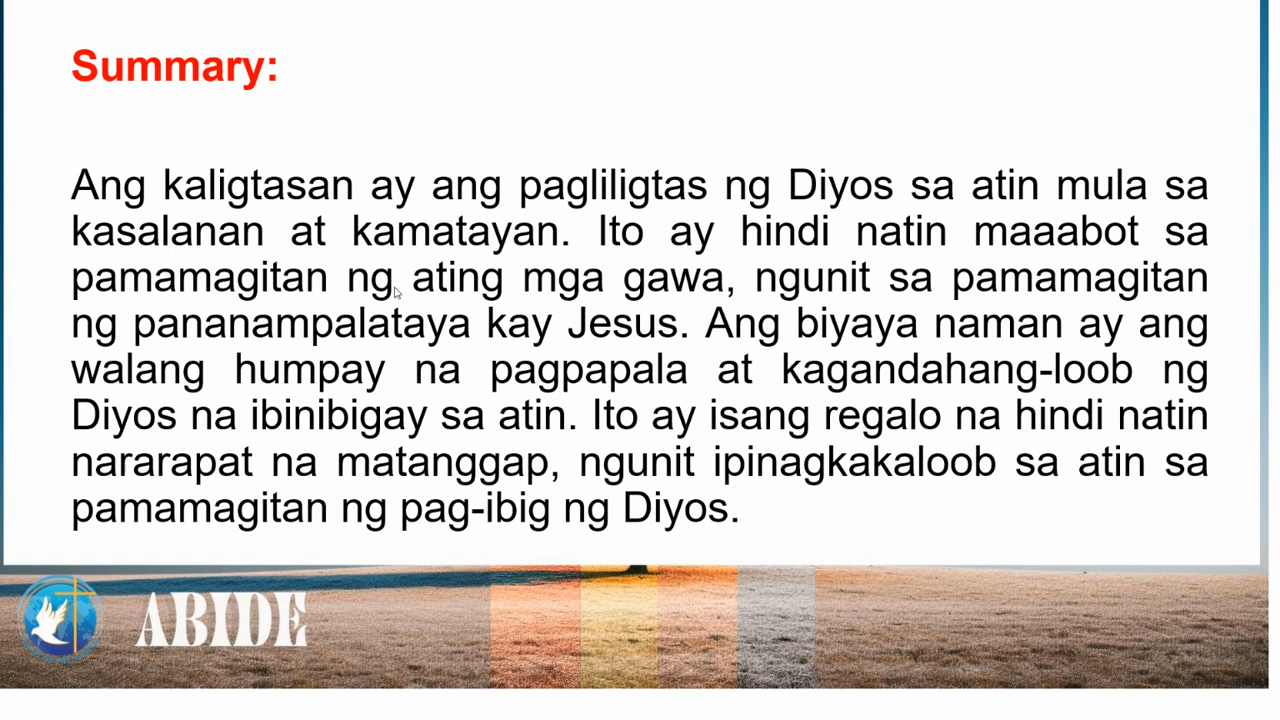 Summary:
Ang kaligtasan ay ang pagliligtas ng Diyos sa atin mula sa
kasalanan at kamatayan. Ito ay hindi natin maaabot sa
pamamagitan ng ating mga gawa, ngunit sa pamamagitan
ng pananampalataya kay Jesus. Ang biyaya naman ay ang
walang humpay na pagpapala at kagandahang-loob ng
Diyos na ibinibigay sa atin. Ito ay isang regalo na hindi natin
nararapat na matanggap, ngunit ipinagkakaloob sa atin sa
pamamagitan ng pag-ibig ng Diyos.
ABIDE